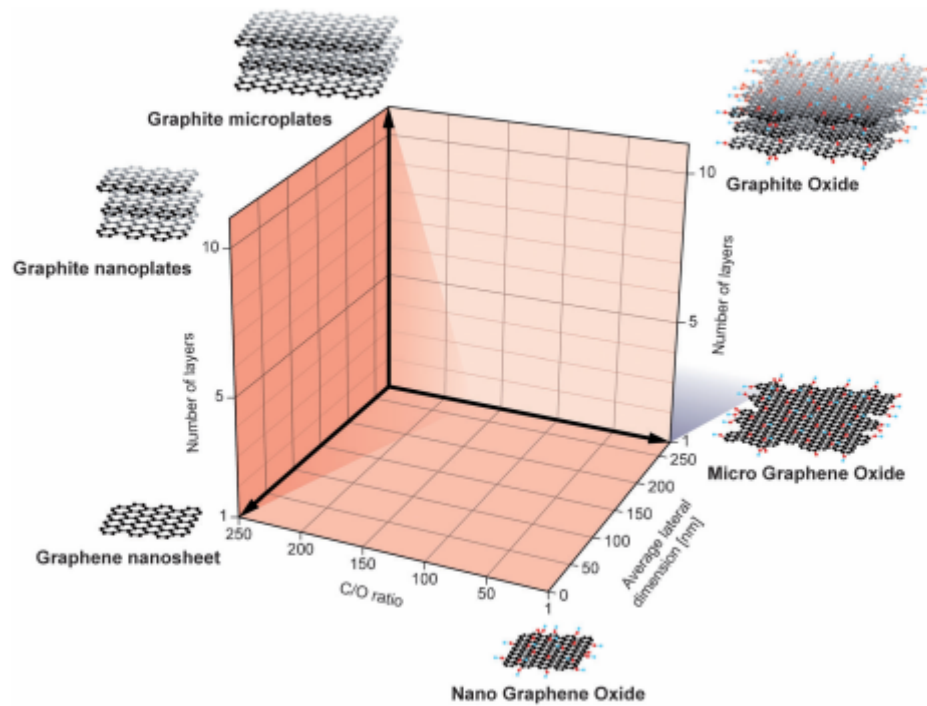 Graphite microplates
Graphite Oxide
Graphite nanoplates
Micro Graphene Oxide
Graphene nanosheet
Nano Graphene Oxide
Number of layers
10
5
1
Number of layers
10
5
1
C/O ratio
250
200
150
100
50
1
Average lateral
dimension [nm]
250
200
150
100
50
0